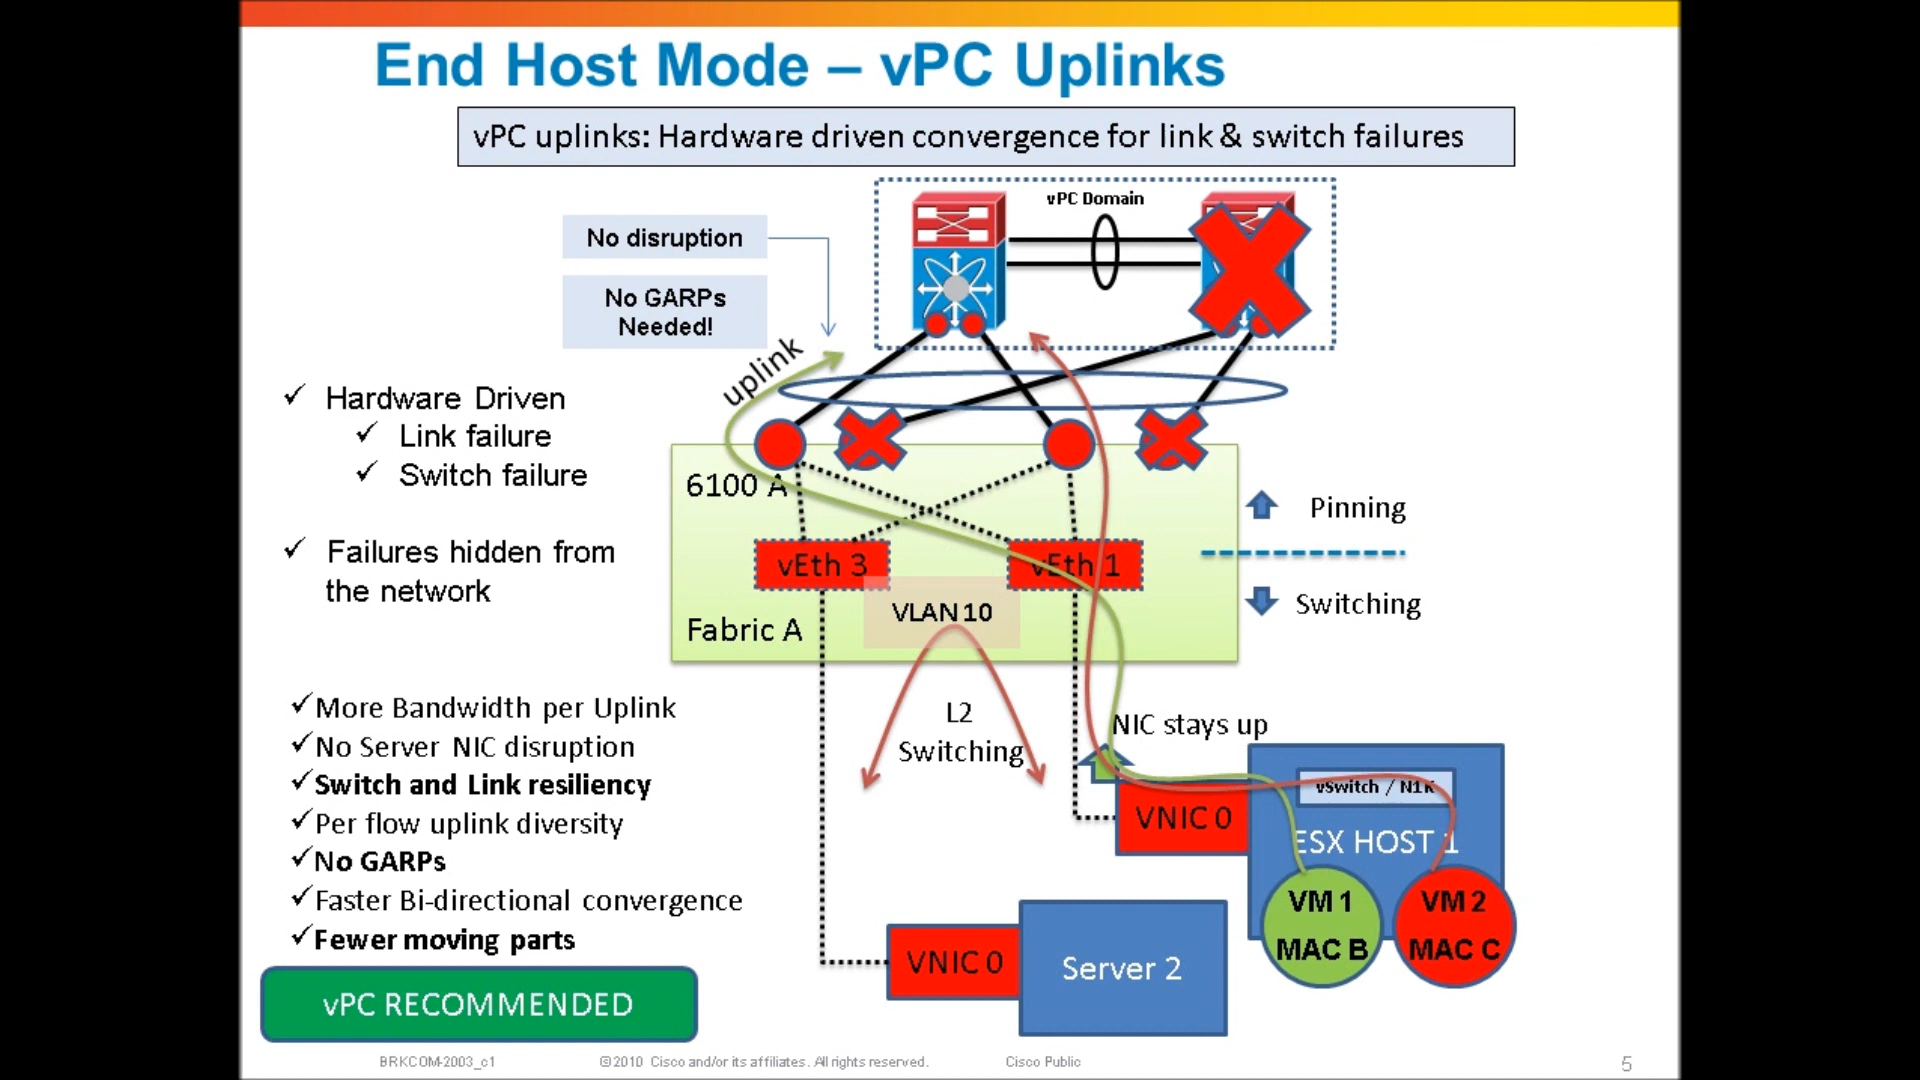 End Host Mode – vPC Uplinks
vPC uplinks: Hardware driven convergence for link & switch failures
vPC Domain
No disruption
No GARPs
Needed!
uplink
✓ Hardware Driven
✓ Link failure
✓ Switch failure
✓ Failures hidden from
the network
6100 A
Pinning
vEth 3
vEth 1
VLAN 10
Switching
Fabric A
✓More Bandwidth per Uplink
✓No Server NIC disruption
✓Switch and Link resiliency
✓Per flow uplink diversity
✓No GARPs
✓Faster Bi-directional convergence
✓Fewer moving parts
L2
Switching
NIC stays up
vSwitch / N1K
VNIC 0
ESX HOST 1
VM 1
MAC B
VM 2
MAC C
VNIC 0
Server 2
vPC RECOMMENDED
BRKCOM-2003_c1
©2010 Cisco and/or its affiliates. All rights reserved.
Cisco Public
5